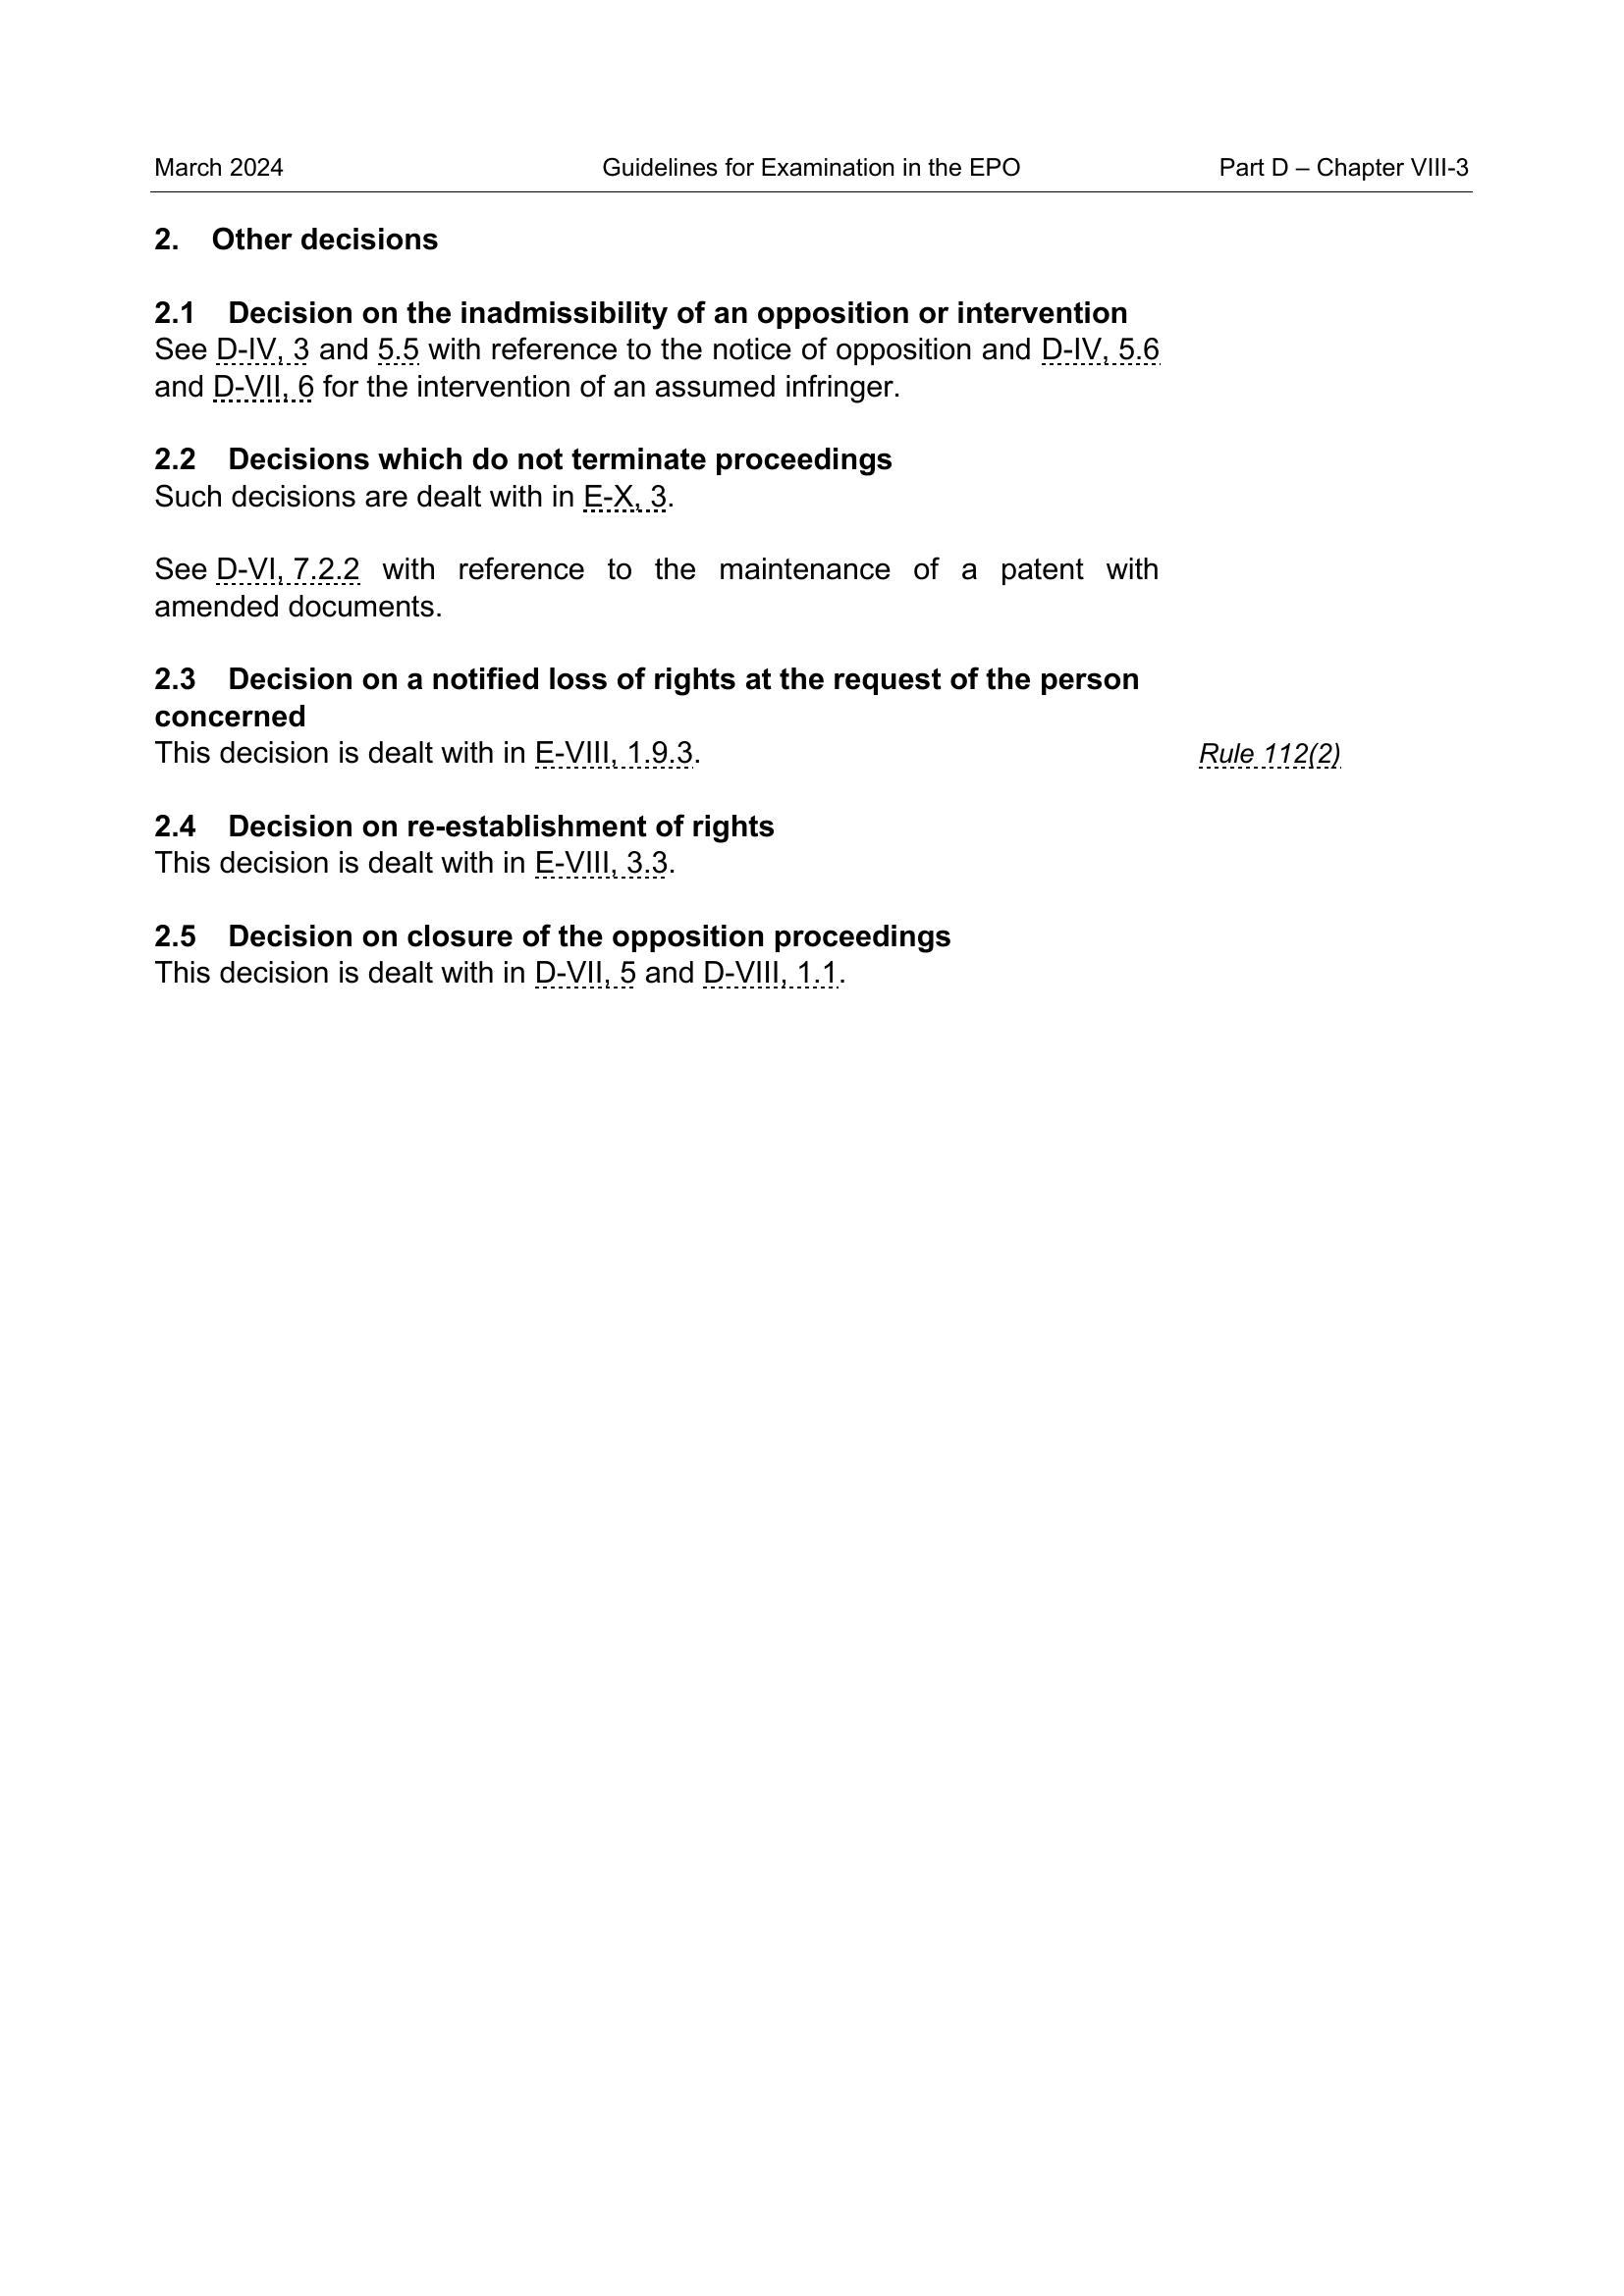 March 2024 Guidelines for Examination in the EPO Part D – Chapter VIII-3
2. Other decisions
2.1 Decision on the inadmissibility of an opposition or intervention
See D-IV, 3 and 5.5 with reference to the notice of opposition and D-IV, 5.6
and D-VII, 6 for the intervention of an assumed infringer.
2.2 Decisions which do not terminate proceedings
Such decisions are dealt with in E-X, 3.
See D-VI, 7.2.2 with reference to the maintenance of a patent with
amended documents.
2.3 Decision on a notified loss of rights at the request of the person
concerned
This decision is dealt with in E-VIII, 1.9.3. Rule 112(2)
2.4 Decision on re-establishment of rights
This decision is dealt with in E-VIII, 3.3.
2.5 Decision on closure of the opposition proceedings
This decision is dealt with in D-VII, 5 and D-VIII, 1.1.